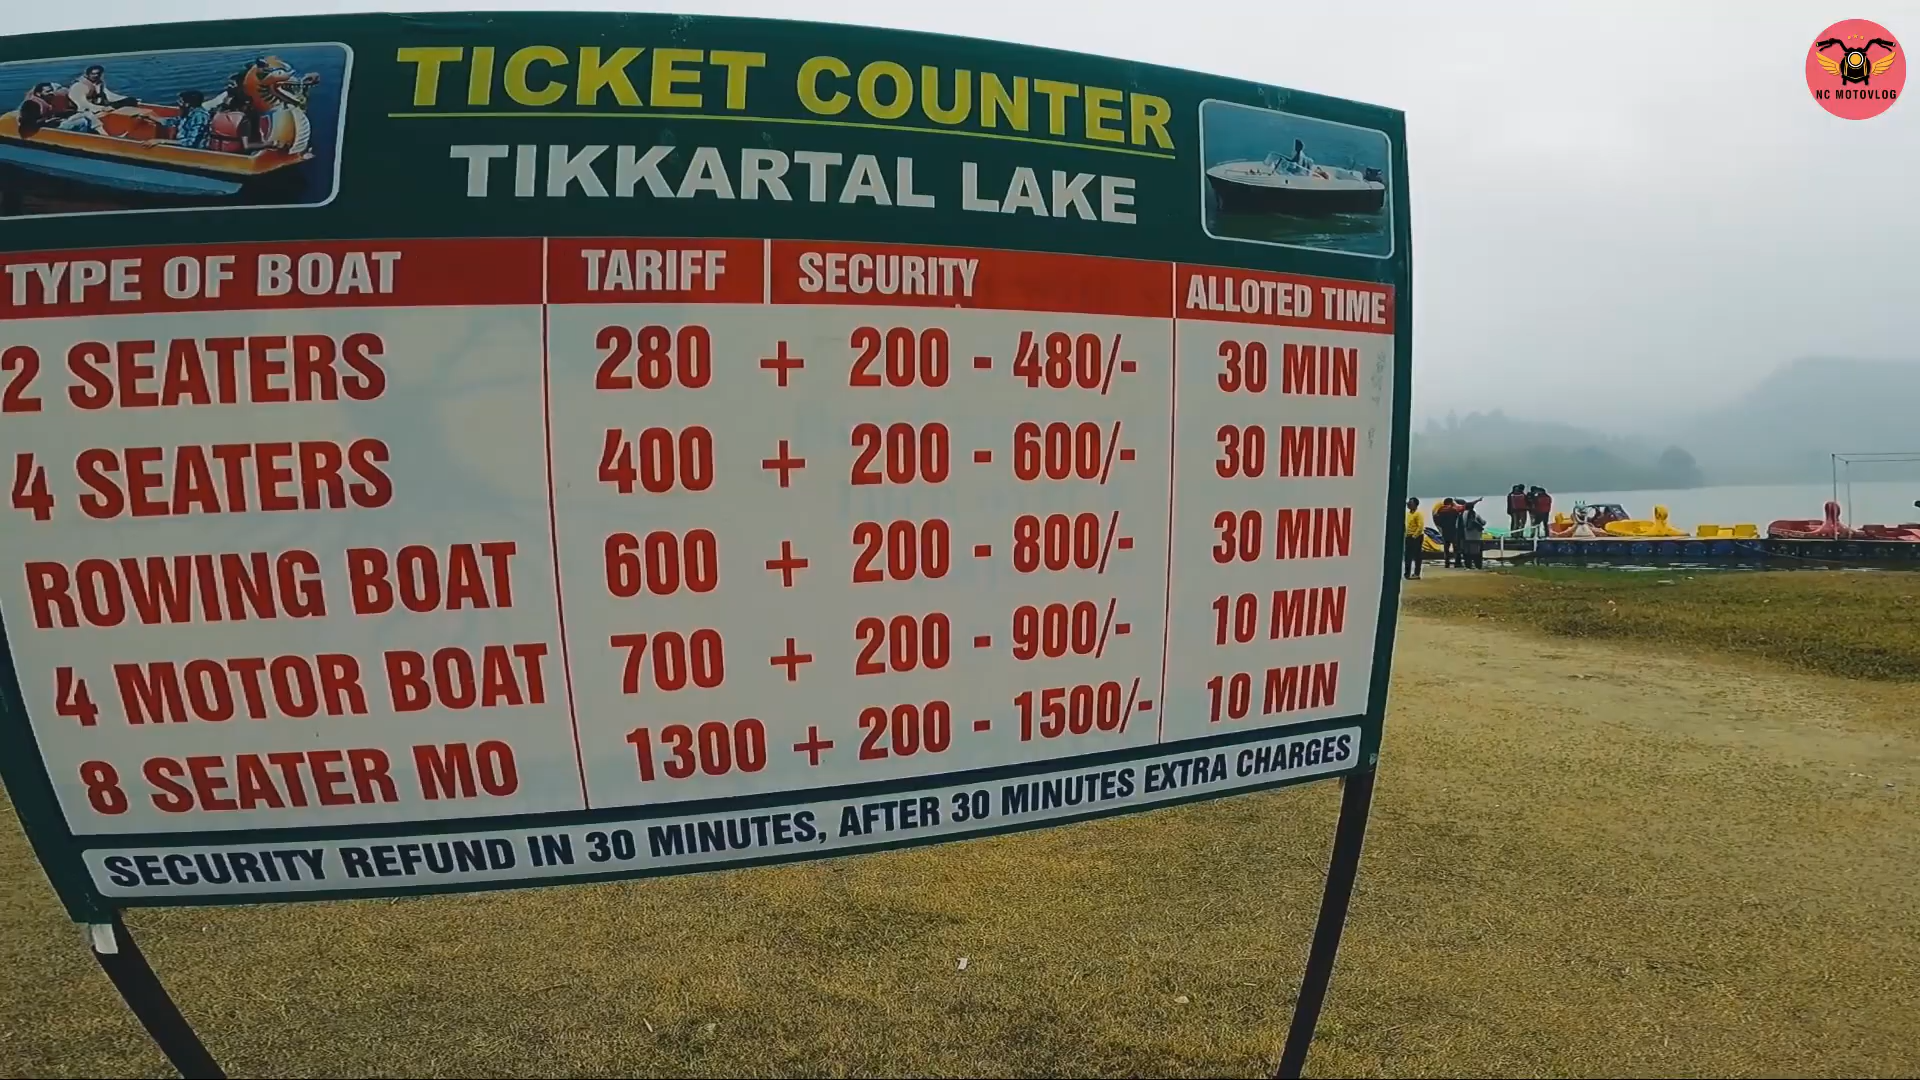 TICKET COUNTER
TIKKARTAL LAKE
TYPE OF BOAT TARIFF SECURITY ALLOTED TIME
2 SEATERS 280 + 200 - 480/- 30 MIN
4 SEATERS 400 + 200 - 600/- 30 MIN
ROWING BOAT 600 + 200 - 800/- 30 MIN
4 MOTOR BOAT 700 + 200 - 900/- 10 MIN
8 SEATER MO 1300 + 200 - 1500/- 10 MIN
SECURITY REFUND IN 30 MINUTES, AFTER 30 MINUTES EXTRA CHARGES
NC MOTOVLOG